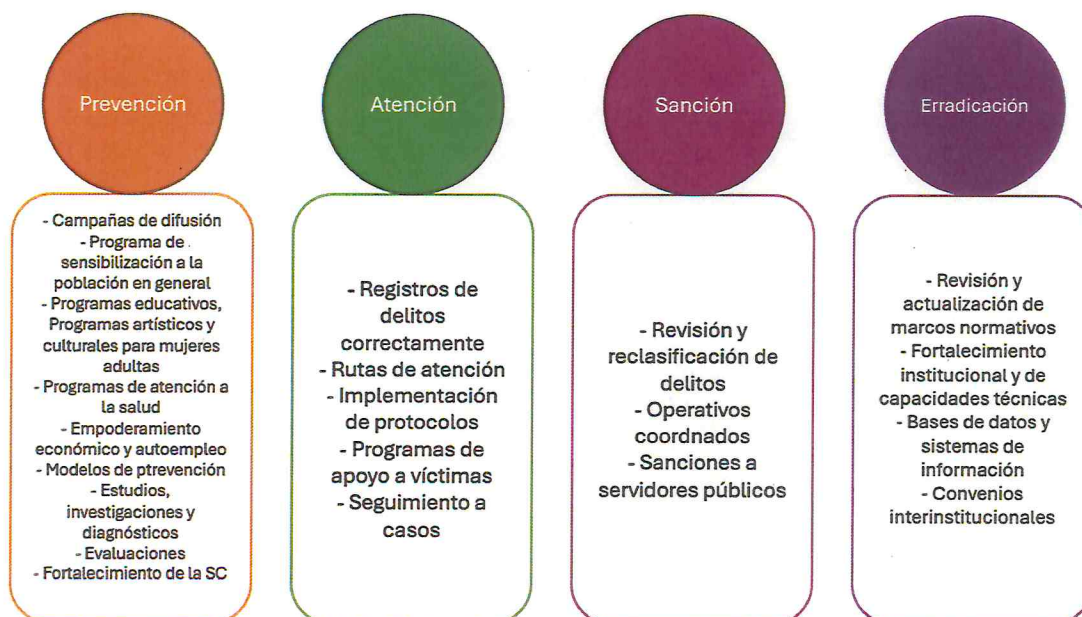 Prevención
- Campañas de difusión
- Programa de
sensibilización a la
población en general
- Programas educativos,
Programas artísticos y
culturales para mujeres
adultas
- Programas de atención a
la salud
- Empoderamiento
económico y autoempleo
- Modelos de ptrevención
- Estudios,
investigaciones y
diagnósticos
- Evaluaciones
- Fortalecimiento de la SC
Atención
- Registros de
delitos
correctamente
- Rutas de atención
- Implementación
de protocolos
- Programas de
apoyo a víctimas
- Seguimiento a
casos
Sanción
- Revisión y
reclasificación de
delitos
- Operativos
coordnados
- Sanciones a
servidores públicos
Erradicación
- Revisión y
actualización de
marcos normativos
- Fortalecimiento
institucional y de
capacidades técnicas
- Bases de datos y
sistemas de
información
- Convenios
interinstitucionales